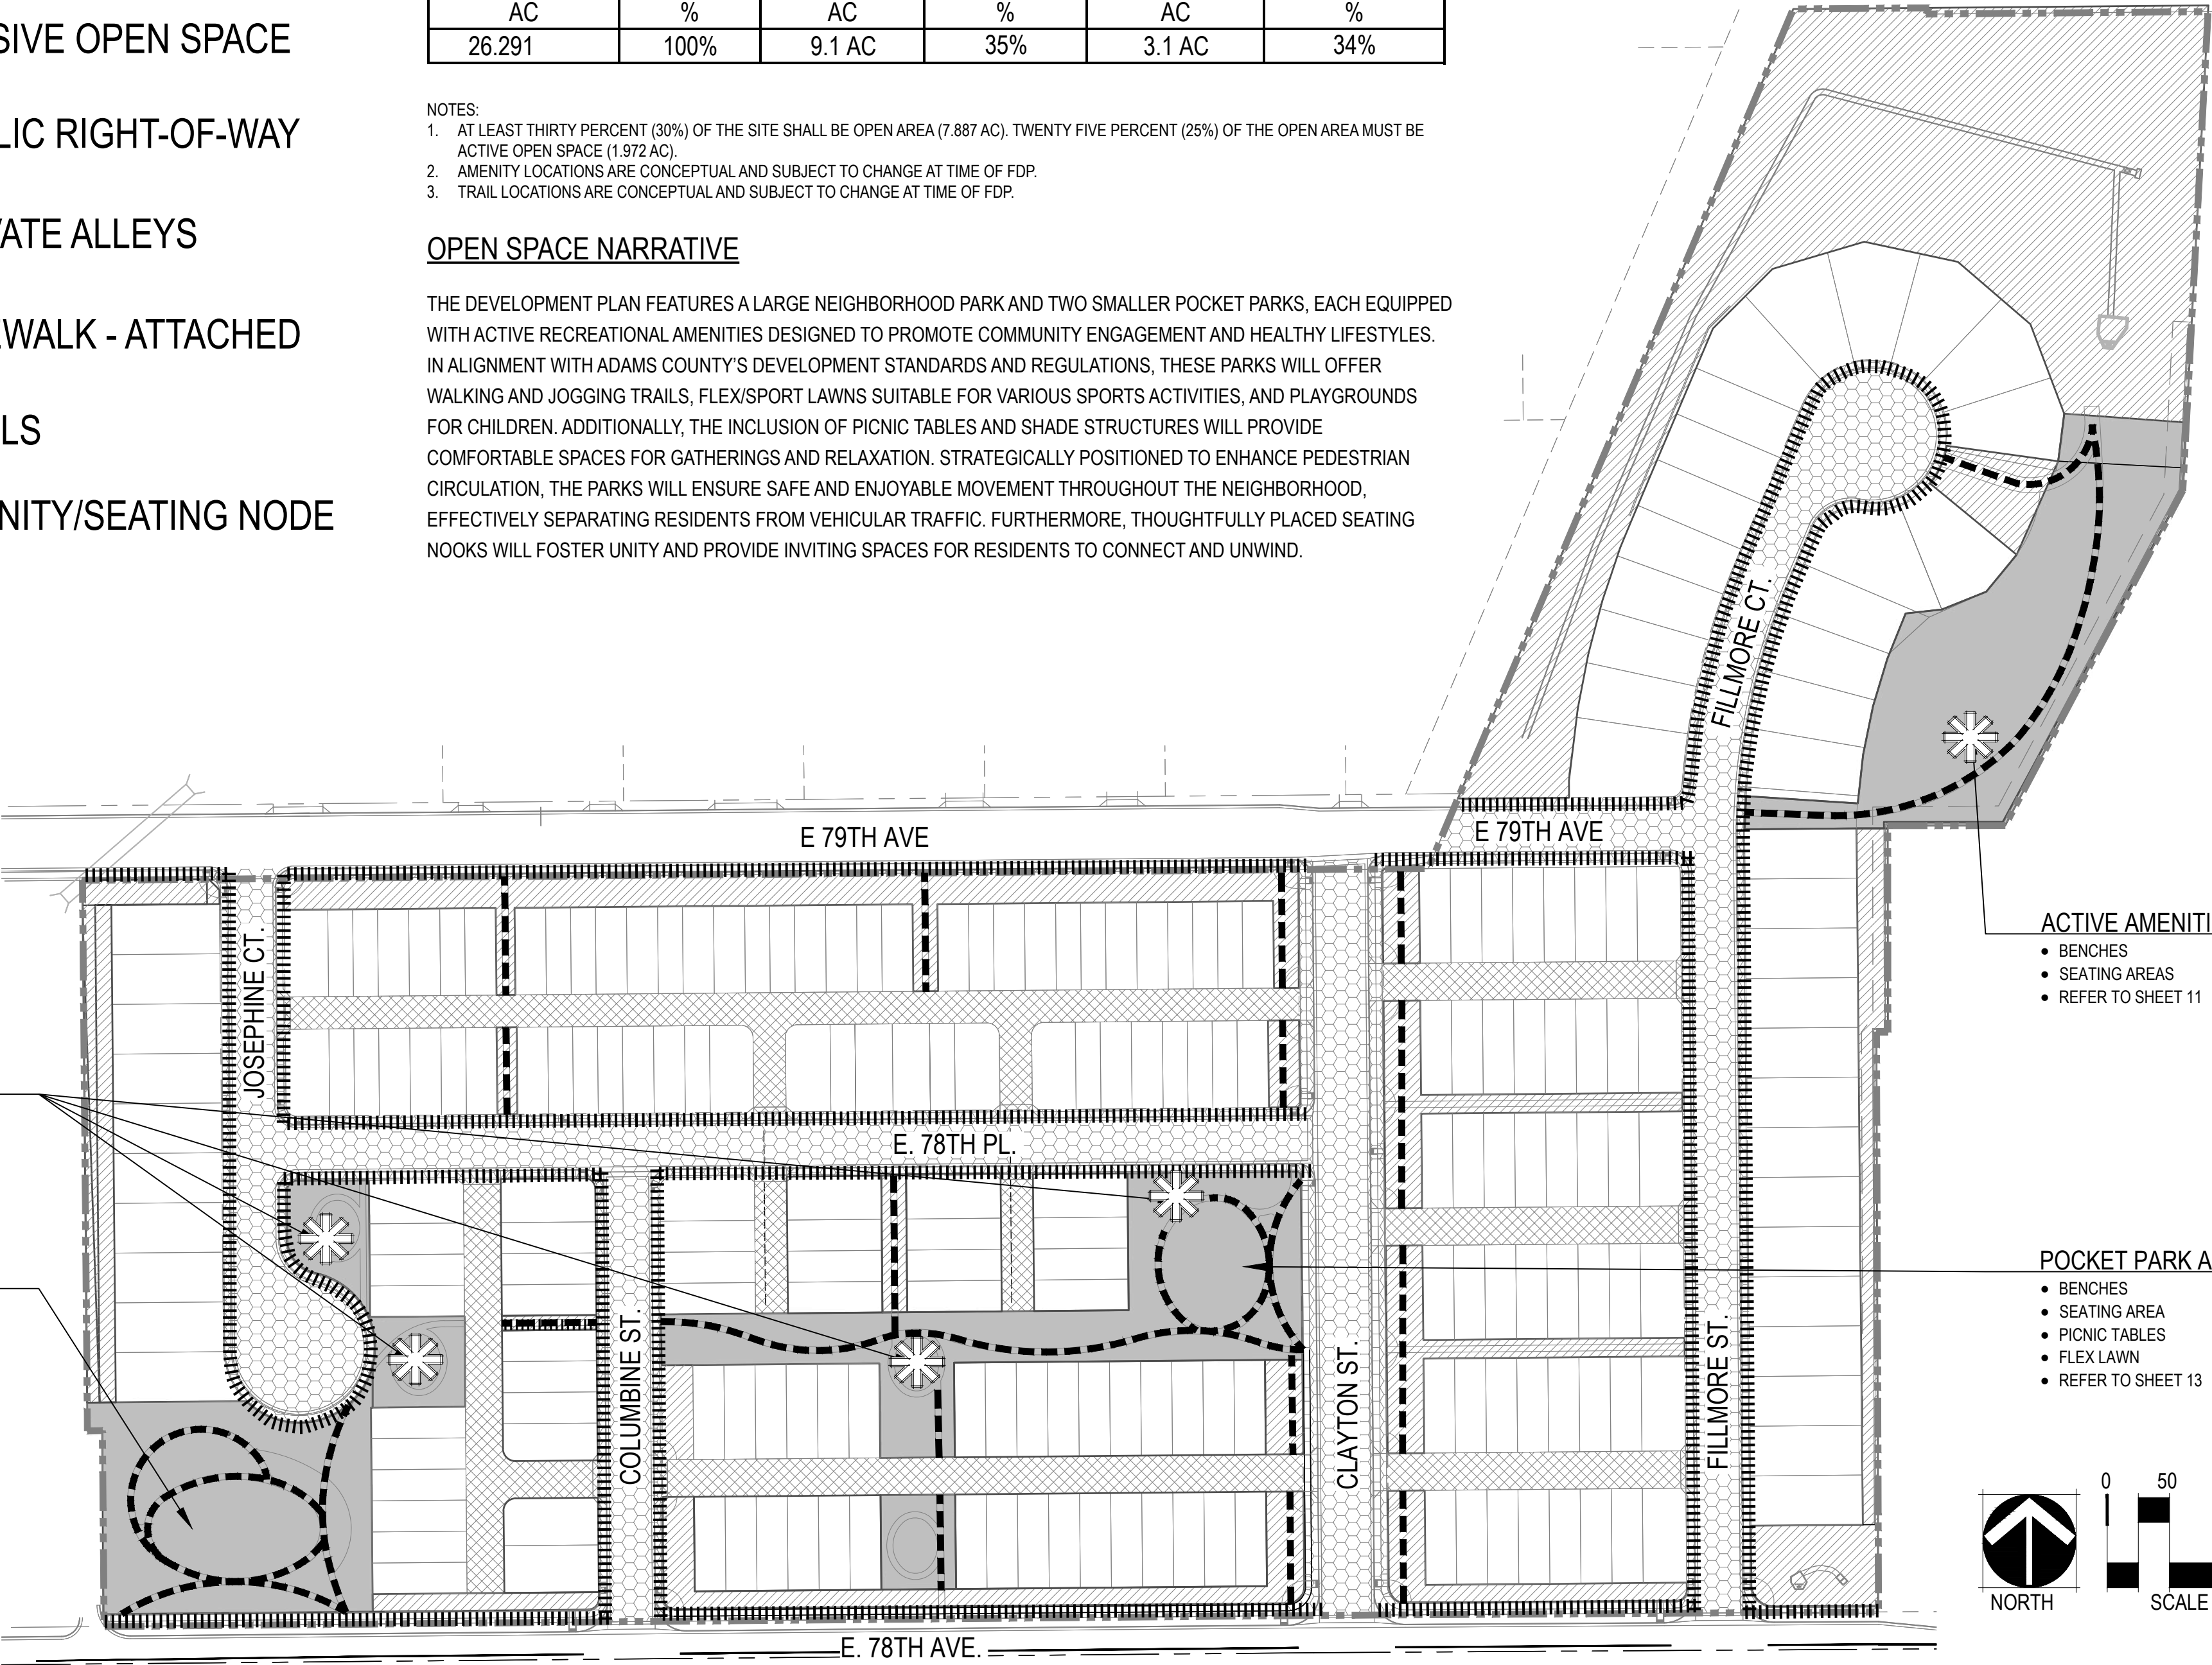 SIVE OPEN SPACE
LIC RIGHT-OF-WAY
ATE ALLEYS
WALK - ATTACHED
LS
NITY/SEATING NODE
AC % AC % AC %
26.291 100% 9.1 AC 35% 3.1 AC 34%
NOTES:
1. AT LEAST THIRTY PERCENT (30%) OF THE SITE SHALL BE OPEN AREA (7.887 AC). TWENTY FIVE PERCENT (25%) OF THE OPEN AREA MUST BE
ACTIVE OPEN SPACE (1.972 AC).
2. AMENITY LOCATIONS ARE CONCEPTUAL AND SUBJECT TO CHANGE AT TIME OF FDP.
3. TRAIL LOCATIONS ARE CONCEPTUAL AND SUBJECT TO CHANGE AT TIME OF FDP.
OPEN SPACE NARRATIVE
THE DEVELOPMENT PLAN FEATURES A LARGE NEIGHBORHOOD PARK AND TWO SMALLER POCKET PARKS, EACH EQUIPPED
WITH ACTIVE RECREATIONAL AMENITIES DESIGNED TO PROMOTE COMMUNITY ENGAGEMENT AND HEALTHY LIFESTYLES.
IN ALIGNMENT WITH ADAMS COUNTY'S DEVELOPMENT STANDARDS AND REGULATIONS, THESE PARKS WILL OFFER
WALKING AND JOGGING TRAILS, FLEX/SPORT LAWNS SUITABLE FOR VARIOUS SPORTS ACTIVITIES, AND PLAYGROUNDS
FOR CHILDREN. ADDITIONALLY, THE INCLUSION OF PICNIC TABLES AND SHADE STRUCTURES WILL PROVIDE
COMFORTABLE SPACES FOR GATHERINGS AND RELAXATION. STRATEGICALLY POSITIONED TO ENHANCE PEDESTRIAN
CIRCULATION, THE PARKS WILL ENSURE SAFE AND ENJOYABLE MOVEMENT THROUGHOUT THE NEIGHBORHOOD,
EFFECTIVELY SEPARATING RESIDENTS FROM VEHICULAR TRAFFIC. FURTHERMORE, THOUGHTFULLY PLACED SEATING
NOOKS WILL FOSTER UNITY AND PROVIDE INVITING SPACES FOR RESIDENTS TO CONNECT AND UNWIND.
FILLMORE CT.
E 79TH AVE
E 79TH AVE
JOSEPHINE CT.
E. 78TH PL.
COLUMBINE ST.
CLAYTON ST.
FILLMORE ST.
E. 78TH AVE.
ACTIVE AMENITI
• BENCHES
• SEATING AREAS
• REFER TO SHEET 11
POCKET PARK A
• BENCHES
• SEATING AREA
• PICNIC TABLES
• FLEX LAWN
• REFER TO SHEET 13
0 50
NORTH SCALE